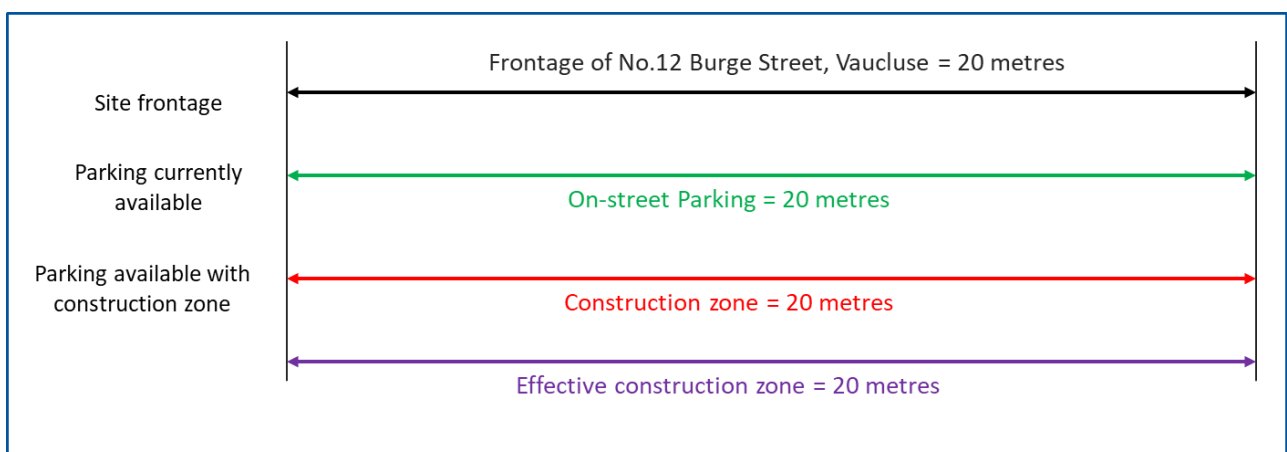 Frontage of No.12 Burge Street, Vaucluse = 20 metres
Site frontage
Parking currently
available
On-street Parking = 20 metres
Parking available with
construction zone
Construction zone = 20 metres
Effective construction zone = 20 metres